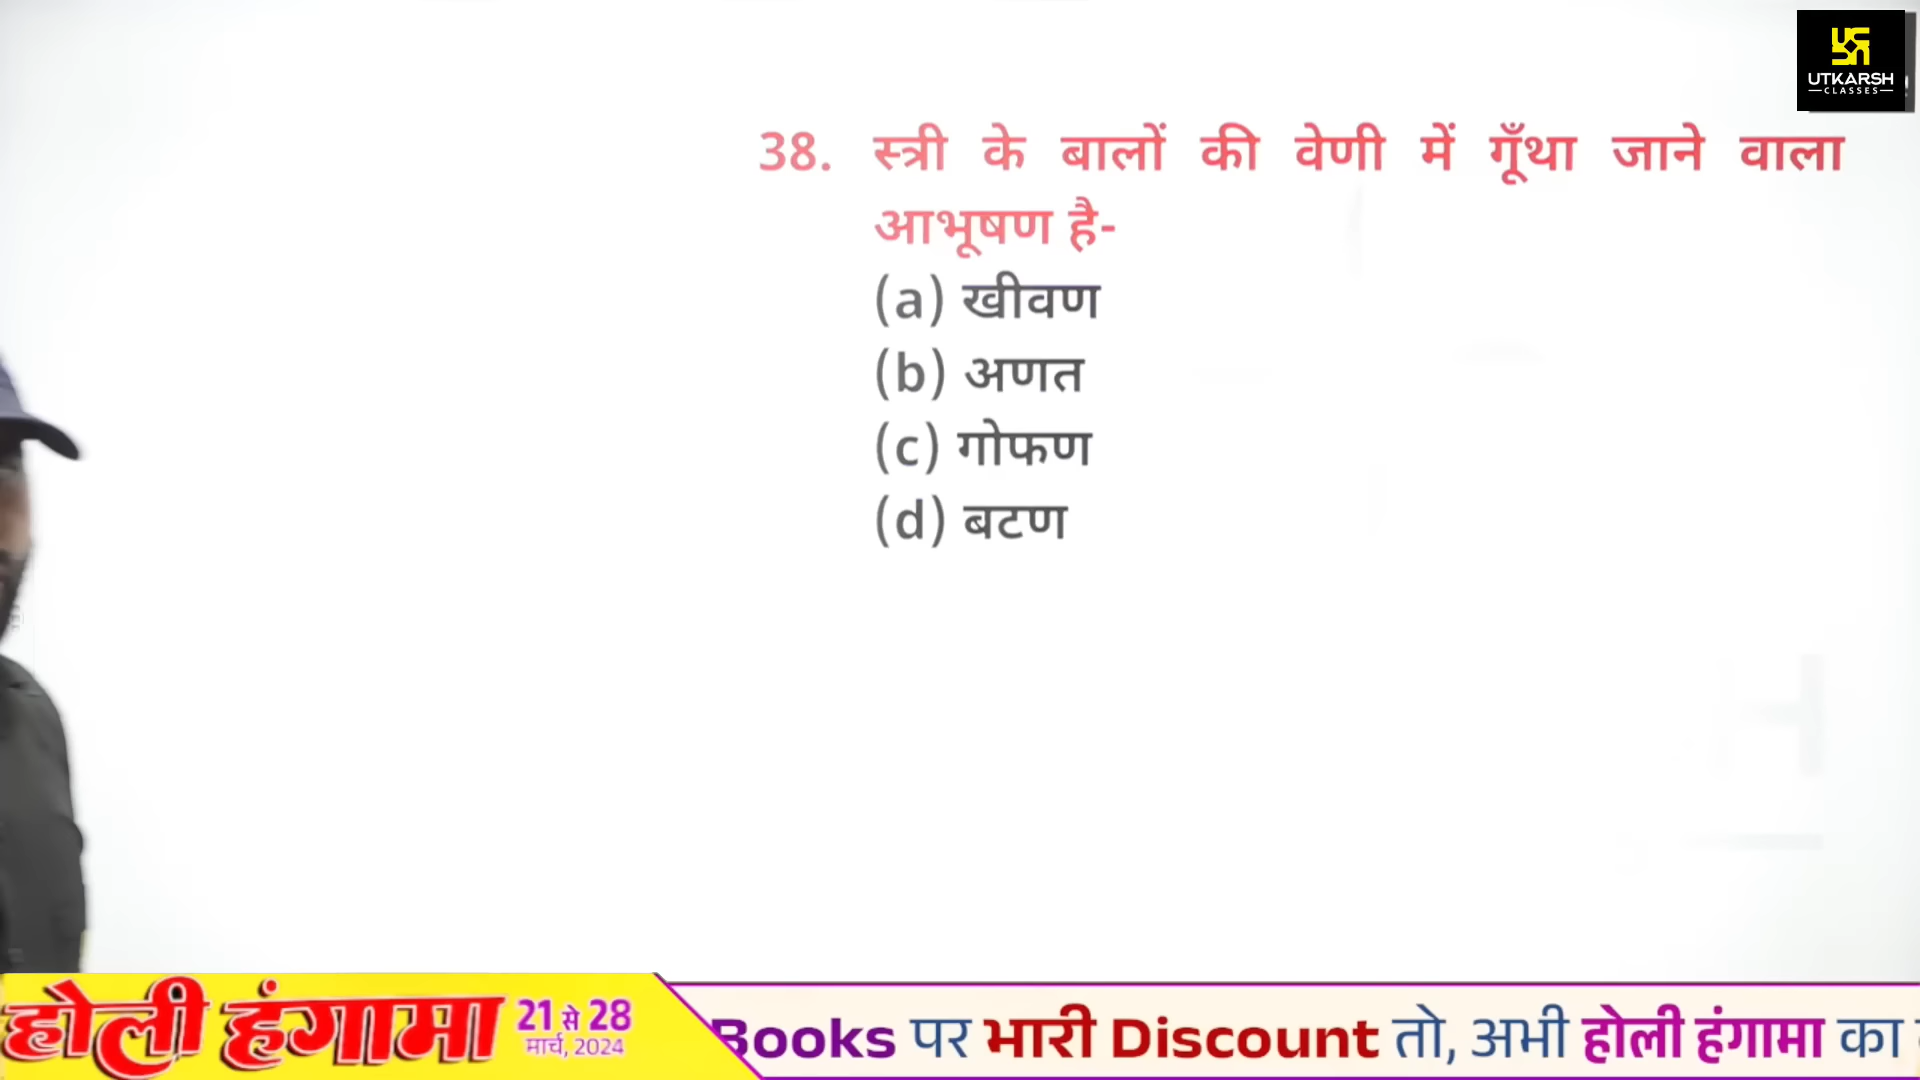 UTKARSH
CLASSES
38. स्त्री के बालों की वेणी में गूँथा जाने वाला
आभूषण है-
(a) खीवण
(b) अणत
(c) गोफण
(d) बटण
होली हंगामा 21 से 28
मार्च, 2024
Books पर भारी Discount तो, अभी होली हंगामा का